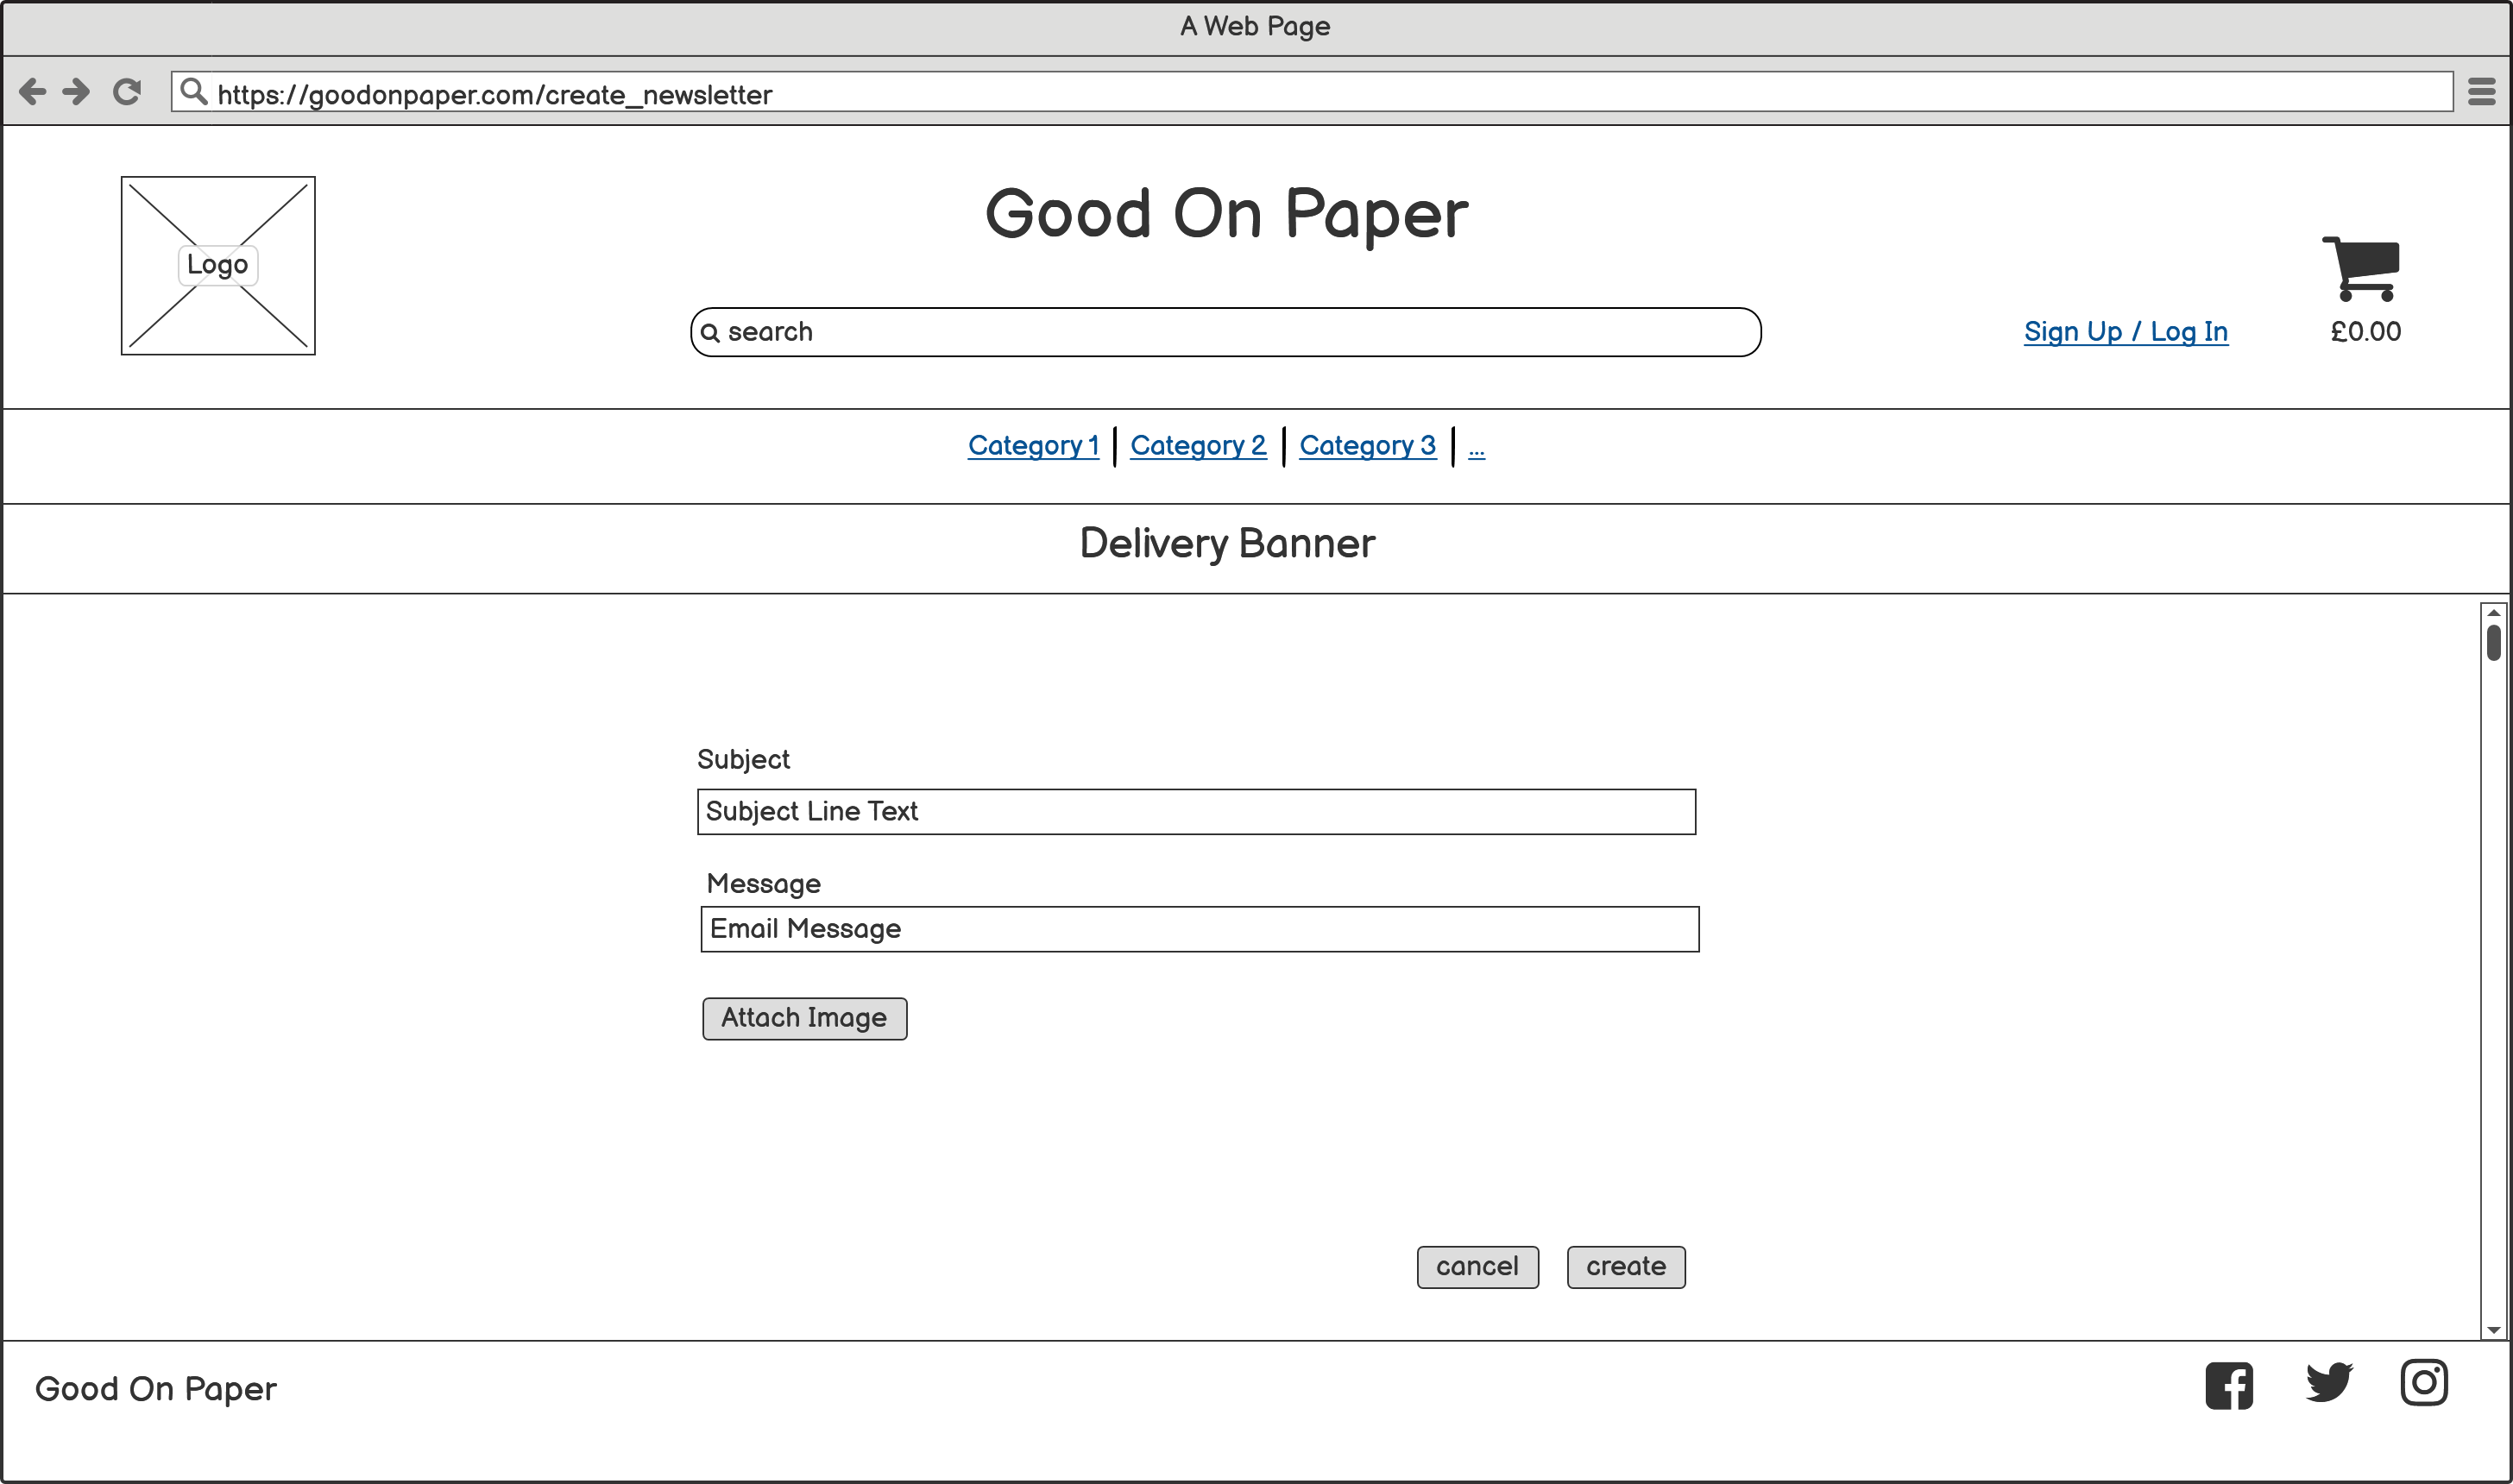 A Web Page
https://goodonpaper.com/create_newsletter
Good On Paper
Logo
search
Sign Up / Log In
£0.00
Category 1 | Category 2 | Category 3 | ...
Delivery Banner
Subject
Subject Line Text
Message
Email Message
Attach Image
cancel
create
Good On Paper